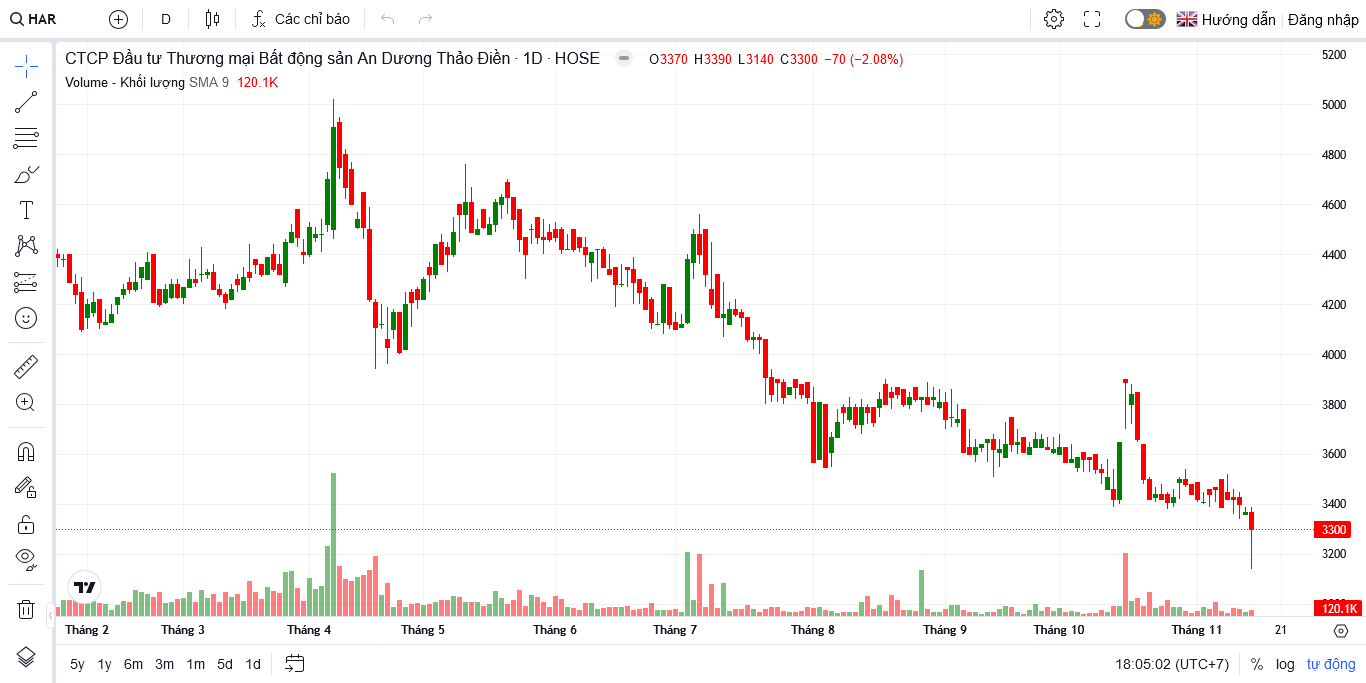 HAR D Các chỉ báo Hướng dẫn Đăng nhập
CTCP Đầu tư Thương mại Bất động sản An Dương Thảo Điền · 1D · HOSE O3370 H3390 L3140 C3300 −70 (−2.08%)
Volume - Khối lượng SMA 9 120.1K
5200
5000
4800
4600
4400
4200
4000
3800
3600
3400
3300
3200
120.1K
Tháng 2 Tháng 3 Tháng 4 Tháng 5 Tháng 6 Tháng 7 Tháng 8 Tháng 9 Tháng 10 Tháng 11 21
5y 1y 6m 3m 1m 5d 1d 18:05:02 (UTC+7) % log tự động